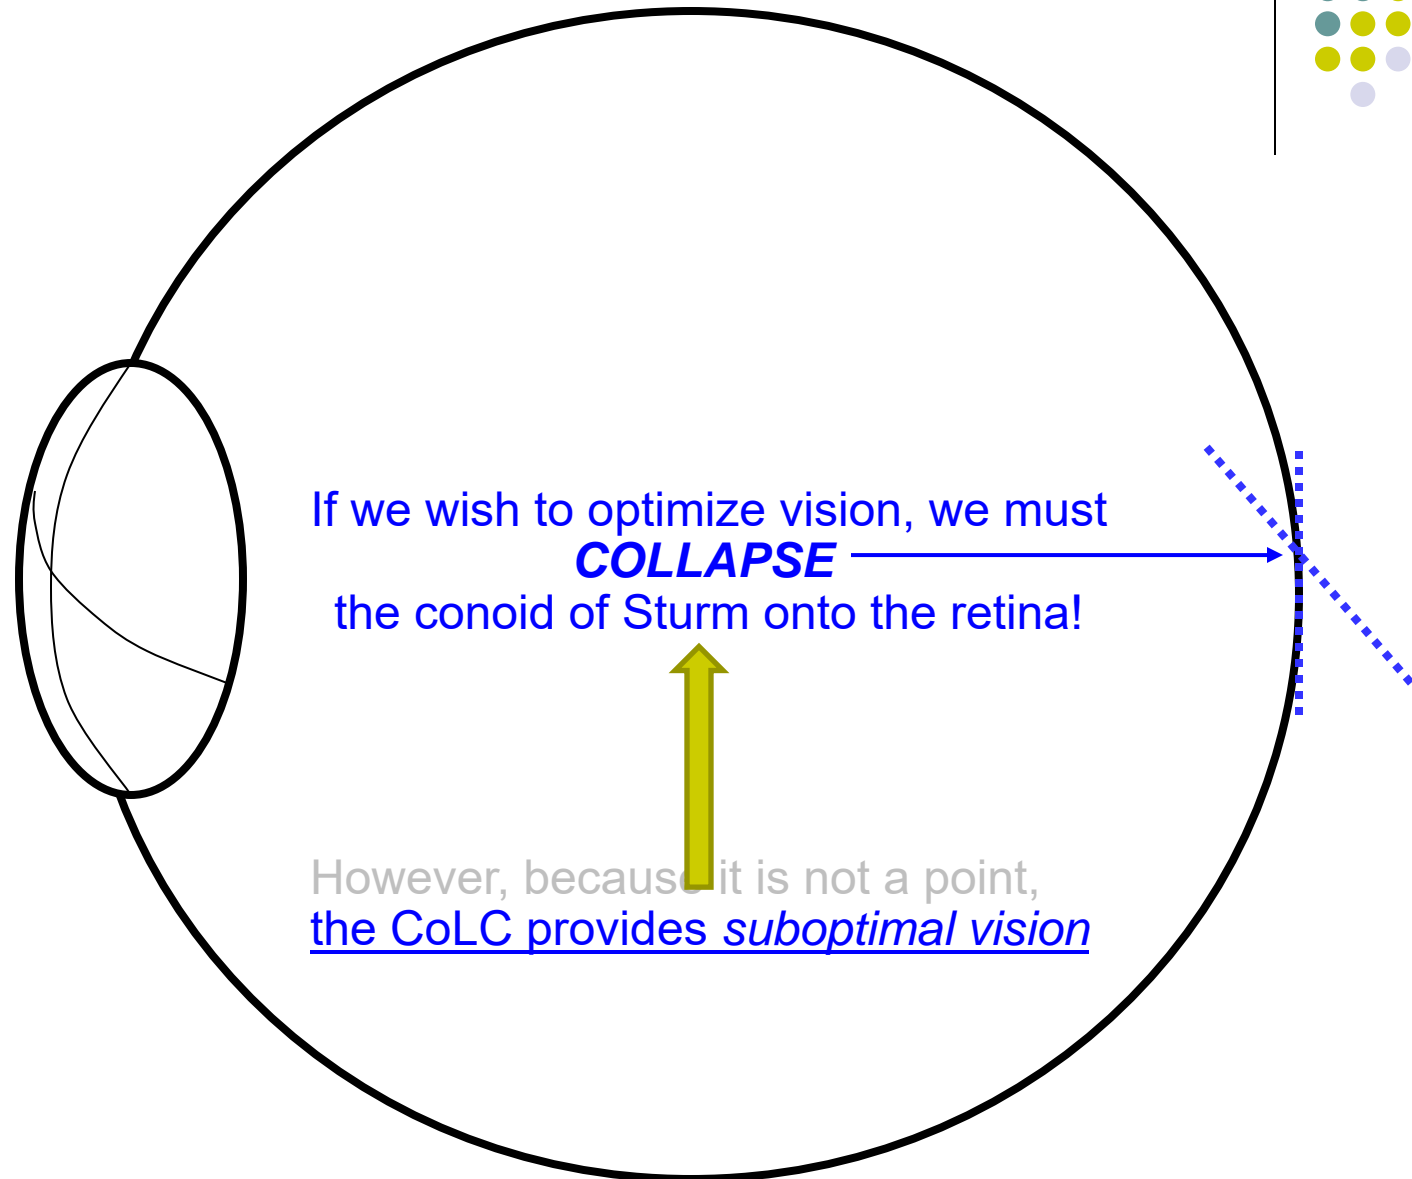 If we wish to optimize vision, we must
COLLAPSE
the conoid of Sturm onto the retina!
However, because it is not a point,
the CoLC provides suboptimal vision